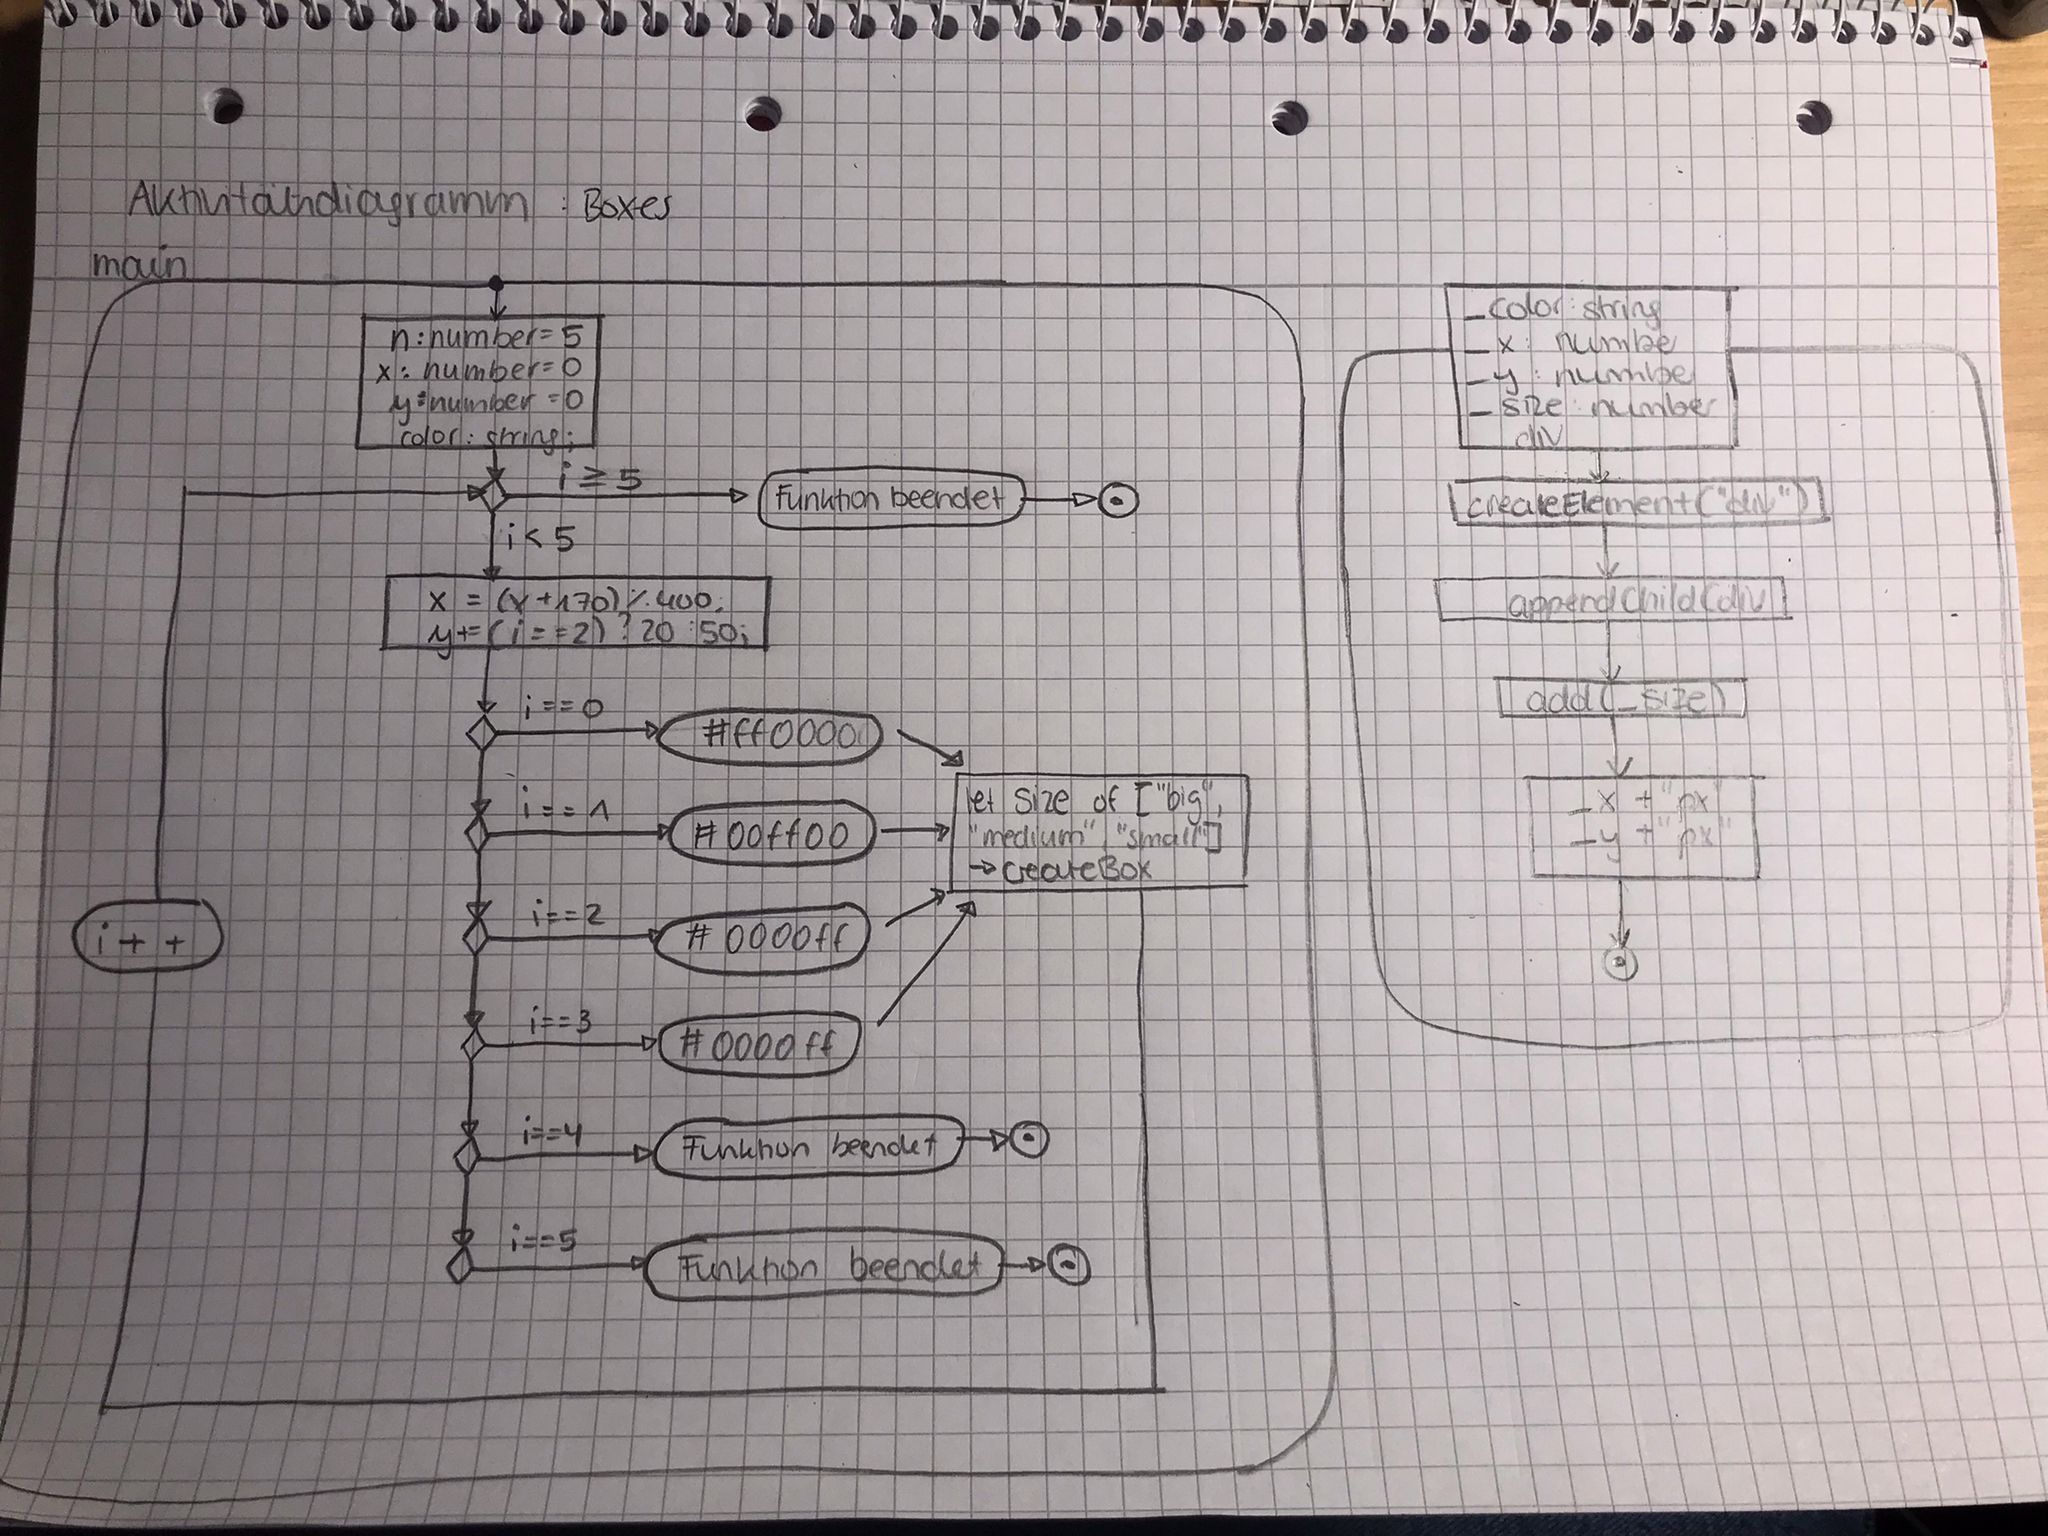 Aktivitätndiagramm : Boxes
main
n:number=5
x: number=0
y:number=0
color: string;
i ≥ 5
Funktion beendet
i < 5
x = (x+170)%400;
y+=(i==2)?20:50;
i==0
#ff0000
i==1
#00ff00
i==2
#0000ff
i==3
#0000ff
i==4
Funktion beendet
i==5
Funktion beendet
let size of ["big",
"medium", "small"]
→createBox
i++
_color:string
_x: numbe
_y: number
_size:number
div
createElement("div")
appendChild(div
add(_size)
_x +"px"
_y +"px"